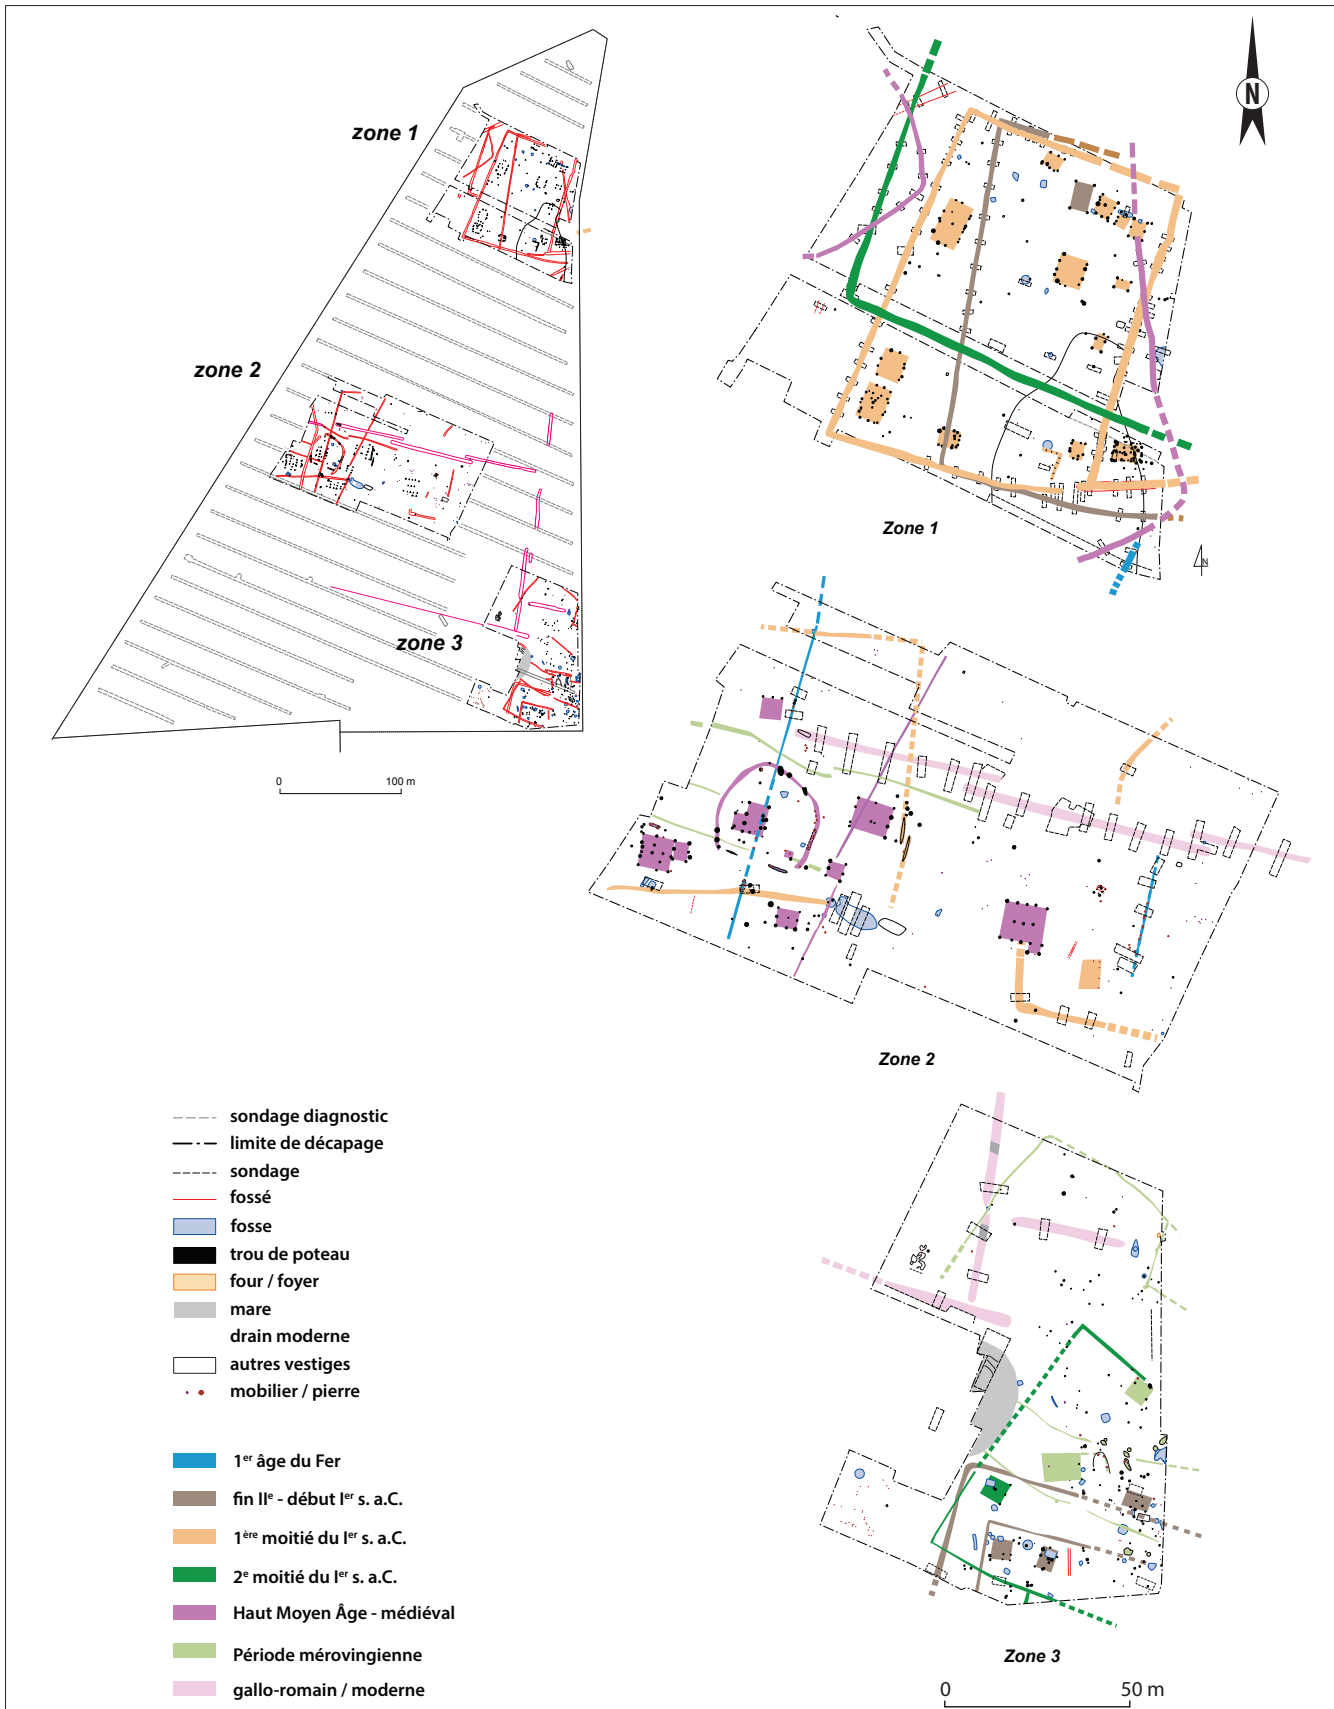 zone 1
zone 2
zone 3
0
100 m
N
Zone 1
N
Zone 2
Zone 3
0
50 m
sondage diagnostic
limite de décapage
sondage
fossé
fosse
trou de poteau
four / foyer
mare
drain moderne
autres vestiges
mobilier / pierre
1er âge du Fer
fin IIe - début Ier s. a.C.
1ère moitié du Ier s. a.C.
2e moitié du Ier s. a.C.
Haut Moyen Âge - médiéval
Période mérovingienne
gallo-romain / moderne